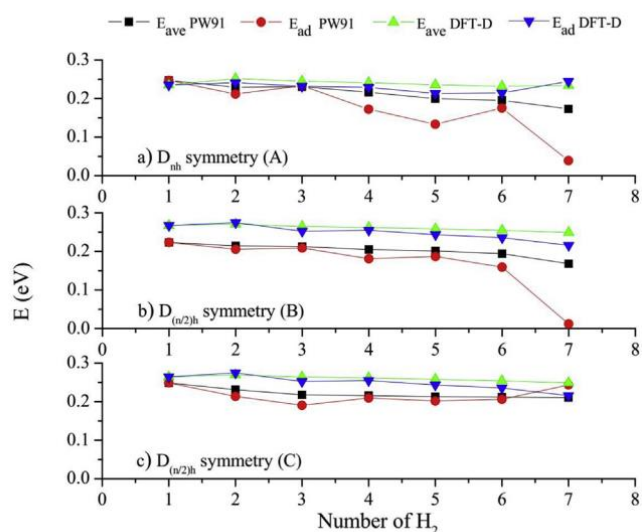 E_ave PW91 E_ad PW91 E_ave DFT-D E_ad DFT-D
0.3
0.2
0.1
0.0
a) D_nh symmetry (A)
0 1 2 3 4 5 6 7 8
0.3
0.2
0.1
0.0
b) D_(n/2)h symmetry (B)
0 1 2 3 4 5 6 7 8
0.3
0.2
0.1
0.0
c) D_(n/2)h symmetry (C)
0 1 2 3 4 5 6 7 8
E (eV)
Number of H_2